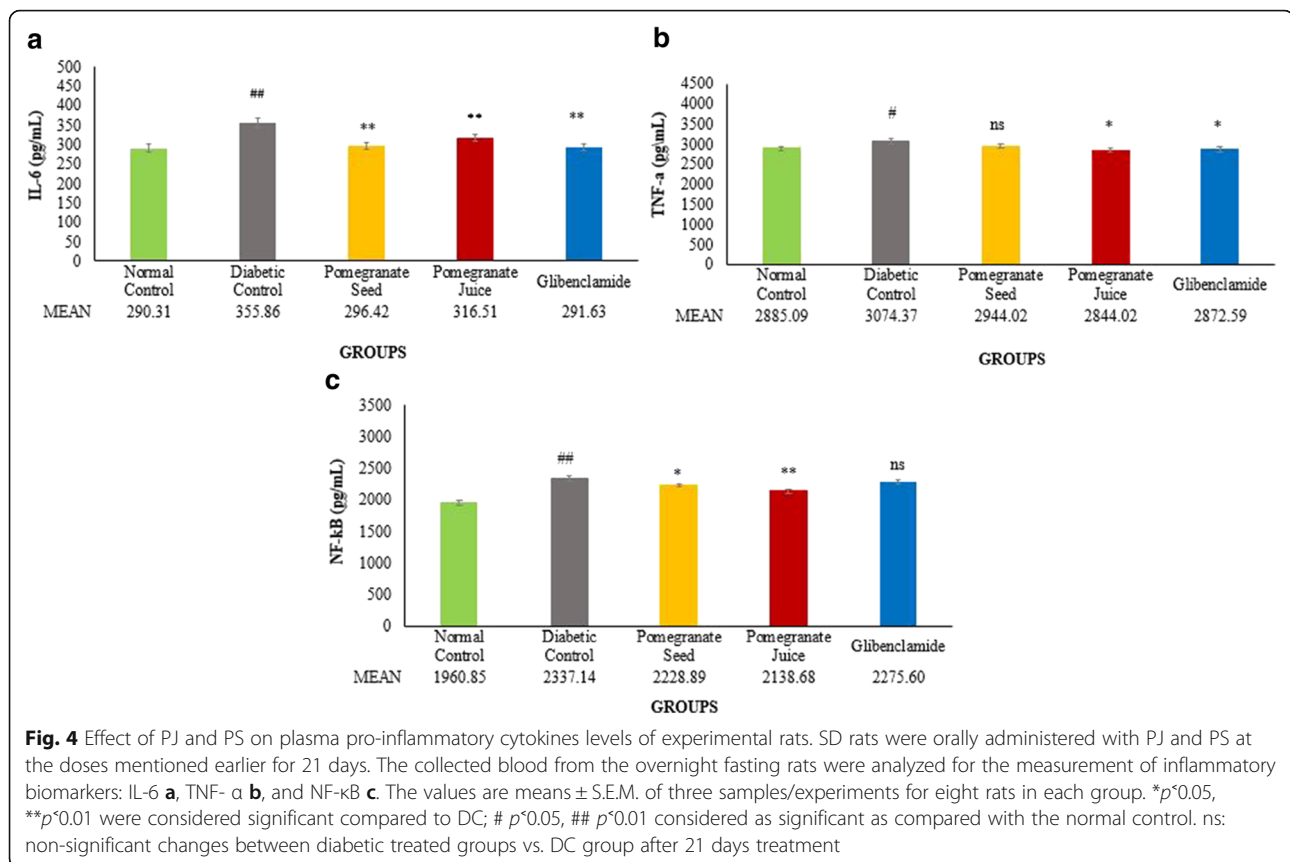 a
500
450
400
350
300
250
200
150
100
50
0
IL-6 (pg/mL)
##
**
**
**
Normal Control
Diabetic Control
Pomegranate Seed
Pomegranate Juice
Glibenclamide
MEAN 290.31 355.86 296.42 316.51 291.63
GROUPS
b
4500
4000
3500
3000
2500
2000
1500
1000
500
0
TNF-a (pg\mL)
#
ns
*
*
Normal Control
Diabetic Control
Pomegranate Seed
Pomegranate Juice
Glibenclamide
MEAN 2885.09 3074.37 2944.02 2844.02 2872.59
GROUPS
c
3500
3000
2500
2000
1500
1000
500
0
NF-kB (pg/mL)
##
*
**
ns
Normal Control
Diabetic Control
Pomegranate Seed
Pomegranate Juice
Glibenclamide
MEAN 1960.85 2337.14 2228.89 2138.68 2275.60
GROUPS
Fig. 4 Effect of PJ and PS on plasma pro-inflammatory cytokines levels of experimental rats. SD rats were orally administered with PJ and PS at
the doses mentioned earlier for 21 days. The collected blood from the overnight fasting rats were analyzed for the measurement of inflammatory
biomarkers: IL-6 a, TNF- α b, and NF-κB c. The values are means ± S.E.M. of three samples/experiments for eight rats in each group. *p˂0.05,
**p˂0.01 were considered significant compared to DC; # p˂0.05, ## p˂0.01 considered as significant as compared with the normal control. ns:
non-significant changes between diabetic treated groups vs. DC group after 21 days treatment